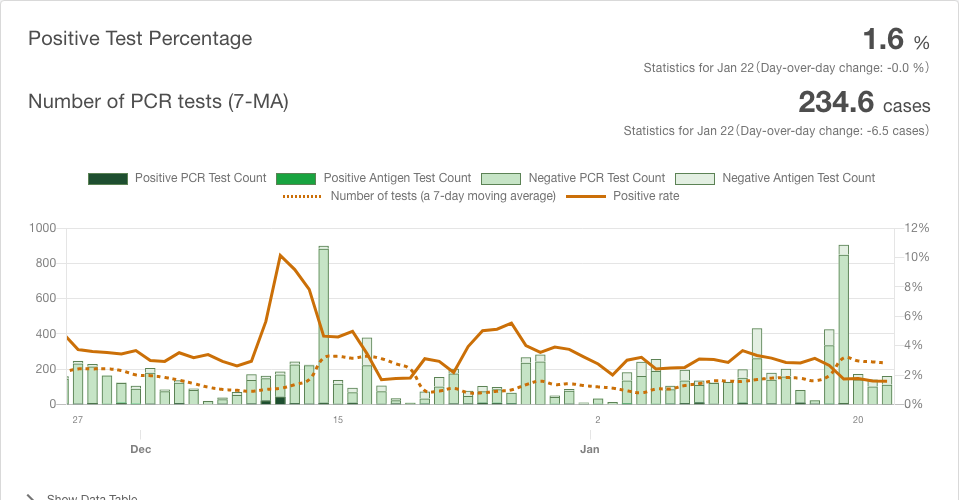 Positive Test Percentage
1.6 %
Statistics for Jan 22 (Day-over-day change: -0.0 %)
Number of PCR tests (7-MA)
234.6 cases
Statistics for Jan 22 (Day-over-day change: -6.5 cases)
Positive PCR Test Count Positive Antigen Test Count Negative PCR Test Count Negative Antigen Test Count
Number of tests (a 7-day moving average) Positive rate
1000 12%
800 10%
600 8%
400 6%
200 4%
0 2%
0%
27 15 2 20
Dec Jan
Show Data Table